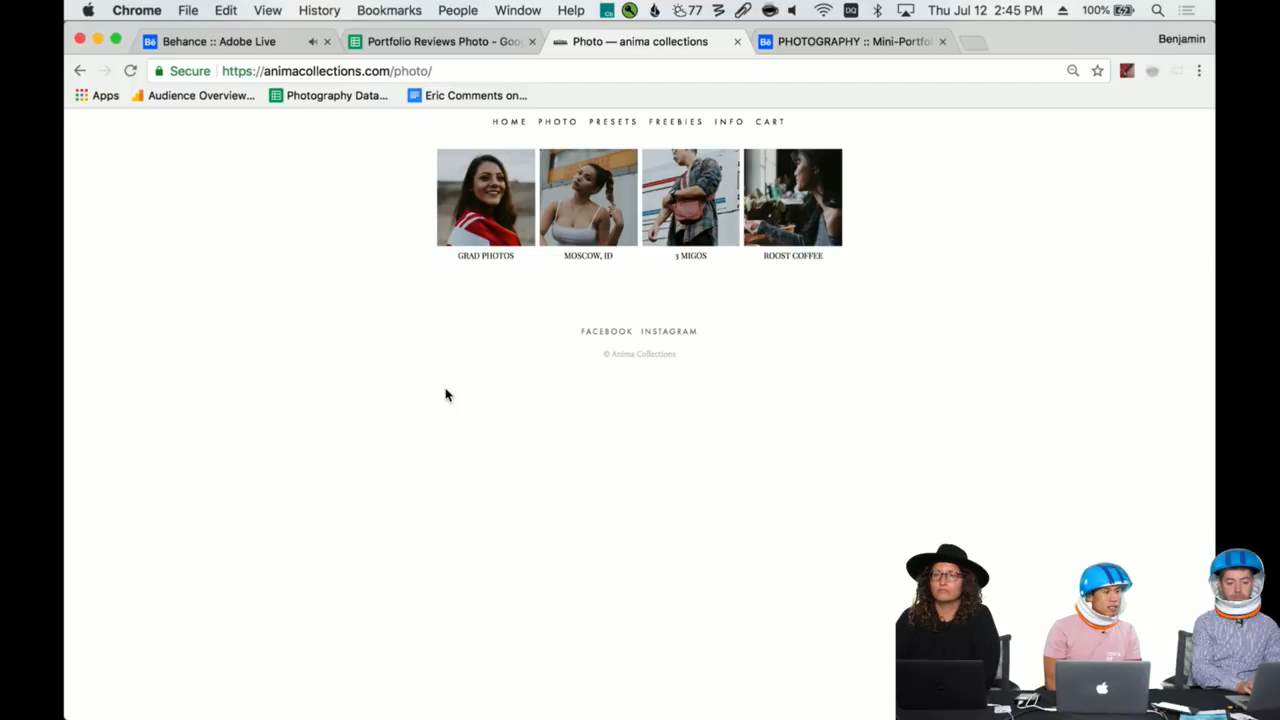 Chrome File Edit View History Bookmarks People Window Help 77 DQ Thu Jul 12 2:45 PM 100%
Behance :: Adobe Live
Portfolio Reviews Photo - Goo
Photo — anima collections
PHOTOGRAPHY :: Mini-Portfol
Benjamin
Secure https://animacollections.com/photo/
Apps Audience Overview... Photography Data... Eric Comments on...
HOME PHOTO PRESETS FREEBIES INFO CART
GRAD PHOTOS MOSCOW, ID 3 MIGOS ROOST COFFEE
FACEBOOK INSTAGRAM
© Anima Collections